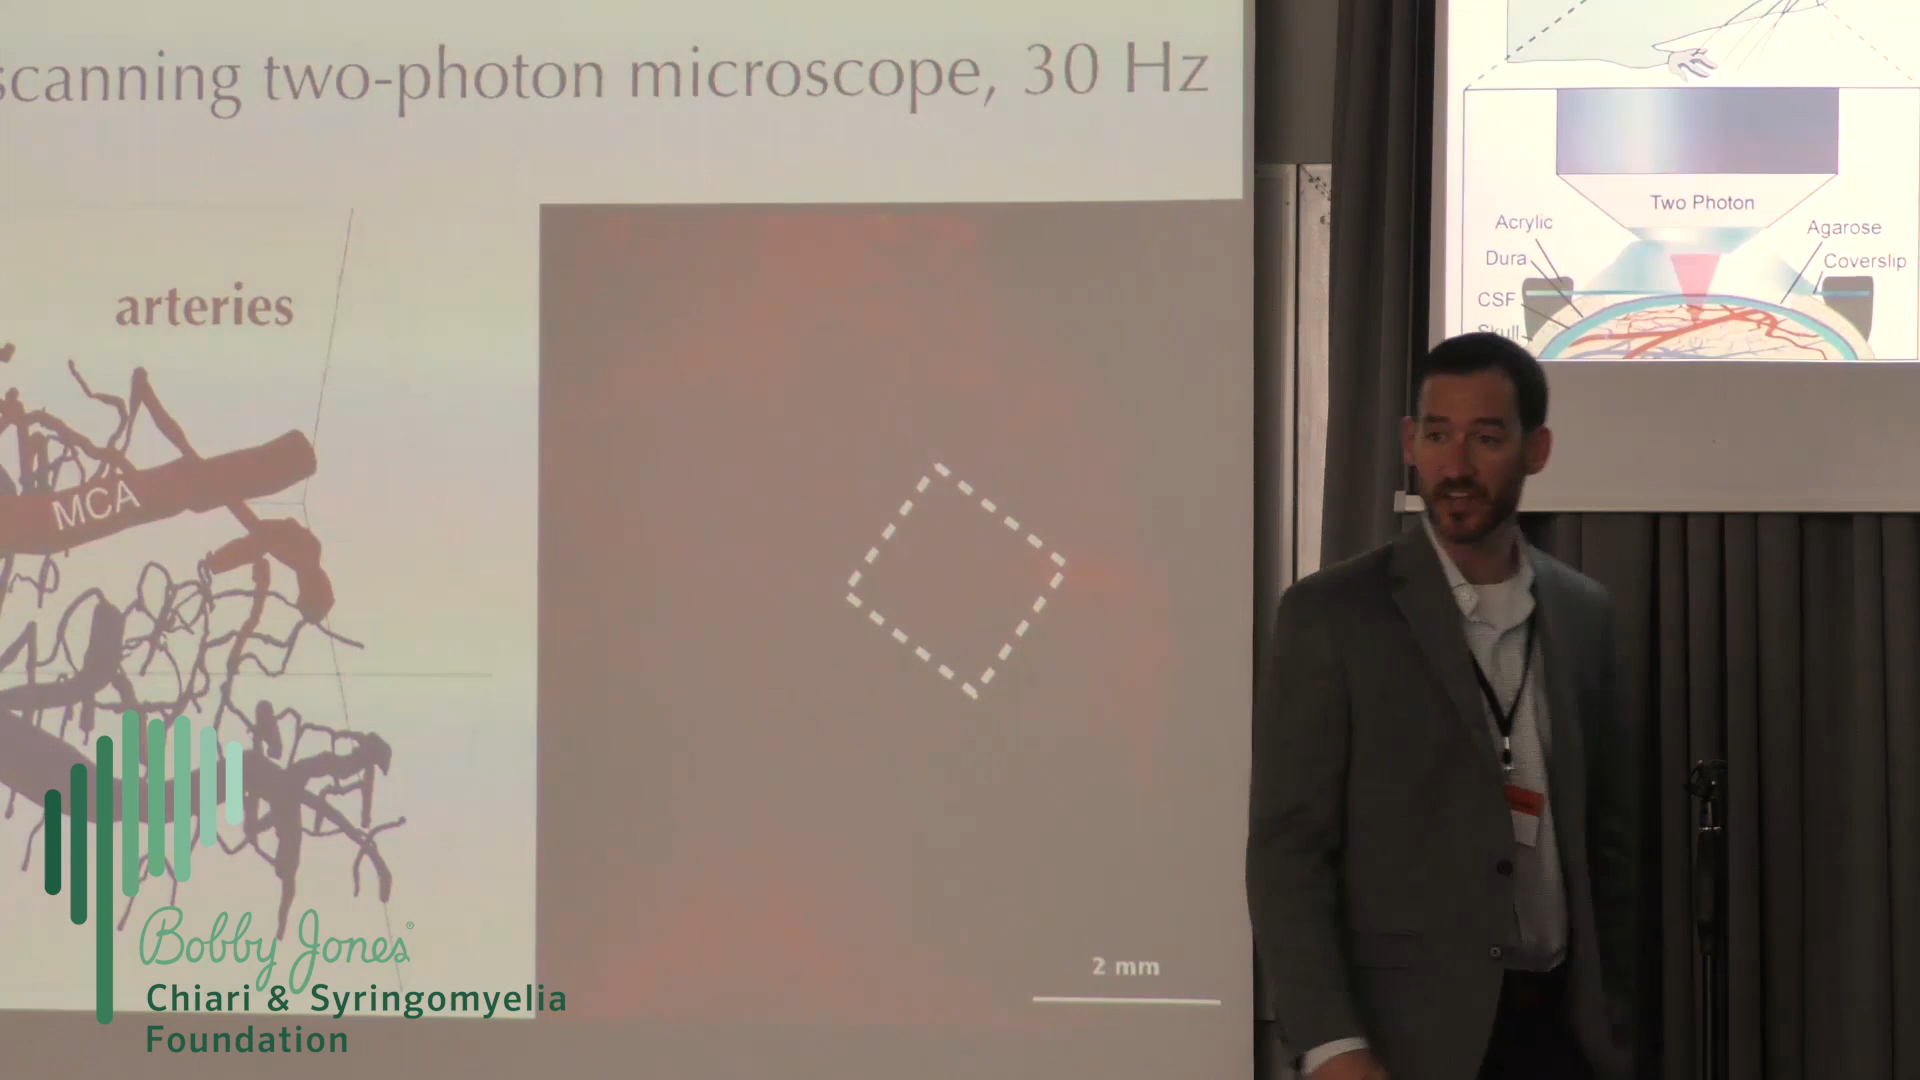 scanning two-photon microscope, 30 Hz
arteries
MCA
2 mm
Two Photon
Acrylic
Dura
CSF
Skull
Agarose
Coverslip
Bobby Jones®
Chiari & Syringomyelia
Foundation